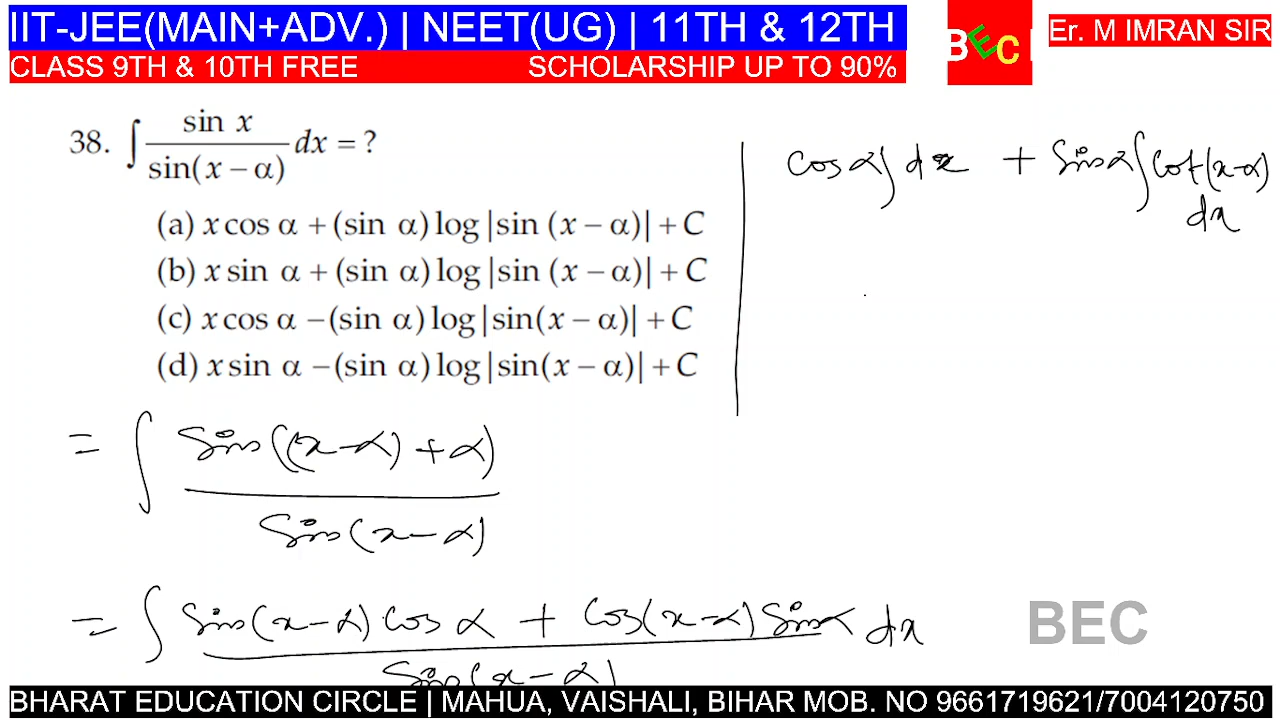 IIT-JEE(MAIN+ADV.) | NEET(UG) | 11TH & 12TH
CLASS 9TH & 10TH FREE SCHOLARSHIP UP TO 90%
BEC
Er. M IMRAN SIR
38. ∫ sin x / sin(x – α) dx = ?
(a) x cos α + (sin α) log |sin (x – α)| + C
(b) x sin α + (sin α) log |sin (x – α)| + C
(c) x cos α –(sin α) log |sin(x – α)| + C
(d) x sin α –(sin α) log |sin(x – α)| + C
= ∫ Sin((x-α)+α) / Sin(x-α)
= ∫ Sin(x-α) Cos α + Cos(x-α) Sin α / Sin(x-α) dx
Cos α ∫ dx + Sin α ∫ Cot(x-α) dx
BEC
BHARAT EDUCATION CIRCLE | MAHUA, VAISHALI, BIHAR MOB. NO 9661719621/7004120750